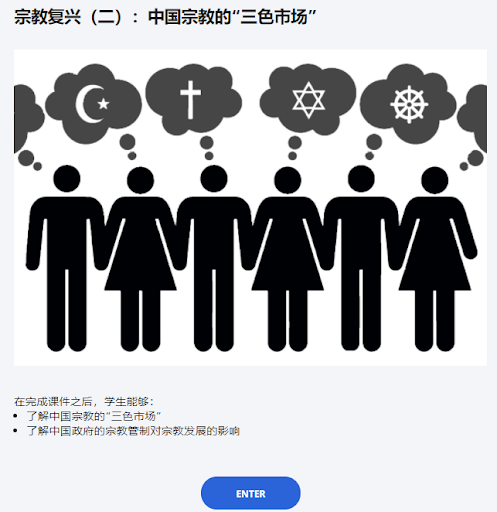 宗教复兴（二）：中国宗教的“三色市场”
在完成课件之后，学生能够：
• 了解中国宗教的“三色市场”
• 了解中国政府的宗教管制对宗教发展的影响
ENTER